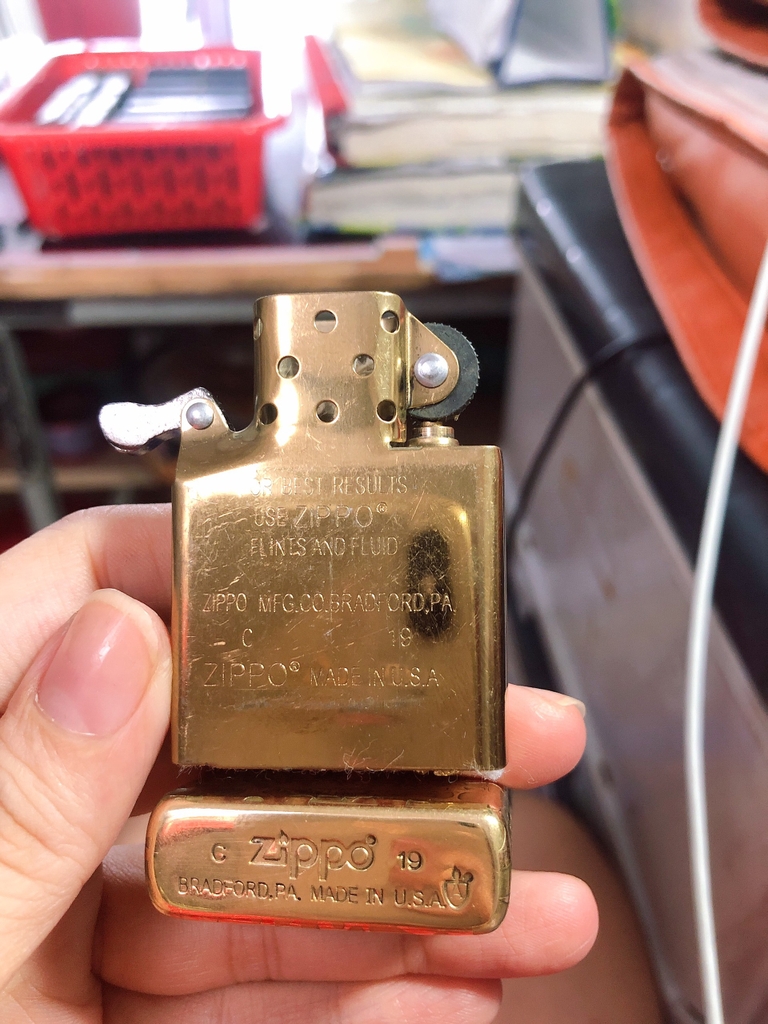 BEST RESULTS
USE ZIPPO®
FLINTS AND FLUID
ZIPPO MFG.CO.BRADFORD,PA.
C 19
ZIPPO® MADE IN U.S.A
C zippo 19
BRADFORD,PA. MADE IN U.S.A.